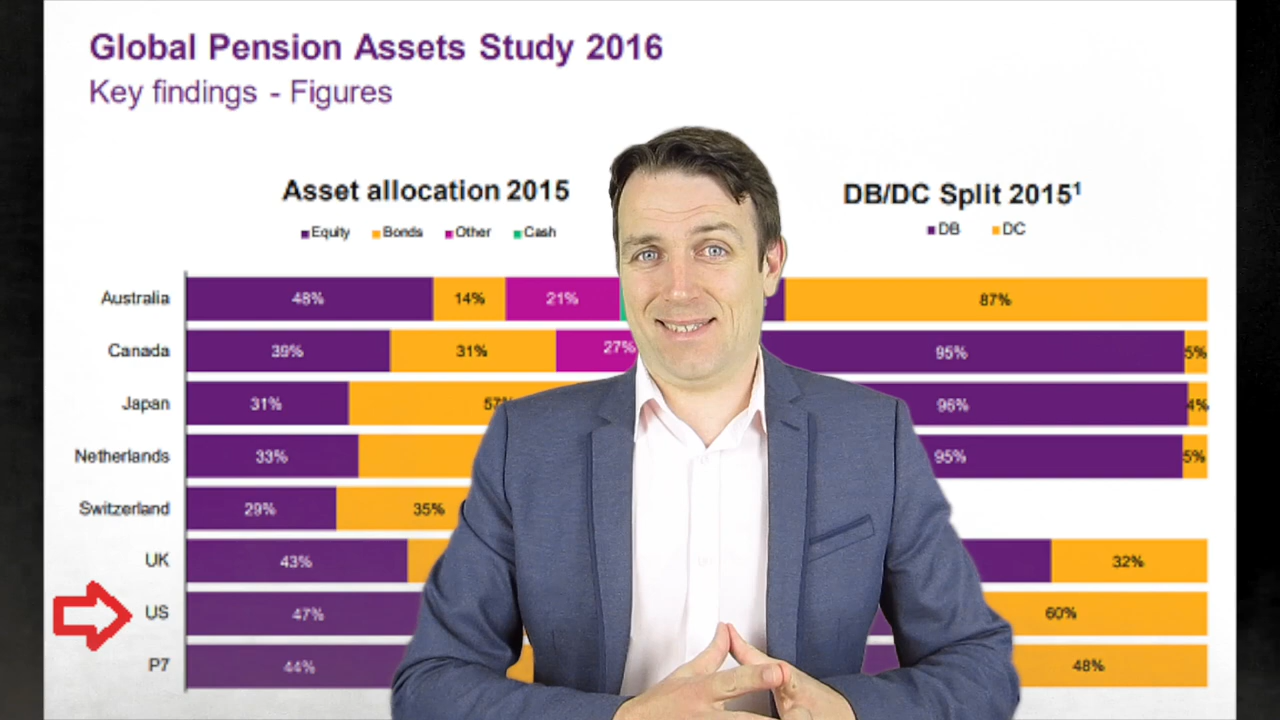 Global Pension Assets Study 2016
Key findings - Figures
Asset allocation 2015
Equity Bonds Other Cash
DB/DC Split 2015¹
DB DC
Australia 48% 14% 21% 87%
Canada 39% 31% 27% 95% 5%
Japan 31% 57% 96% 4%
Netherlands 33% 95% 5%
Switzerland 29% 35%
UK 43% 32%
US 47% 60%
P7 44% 48%